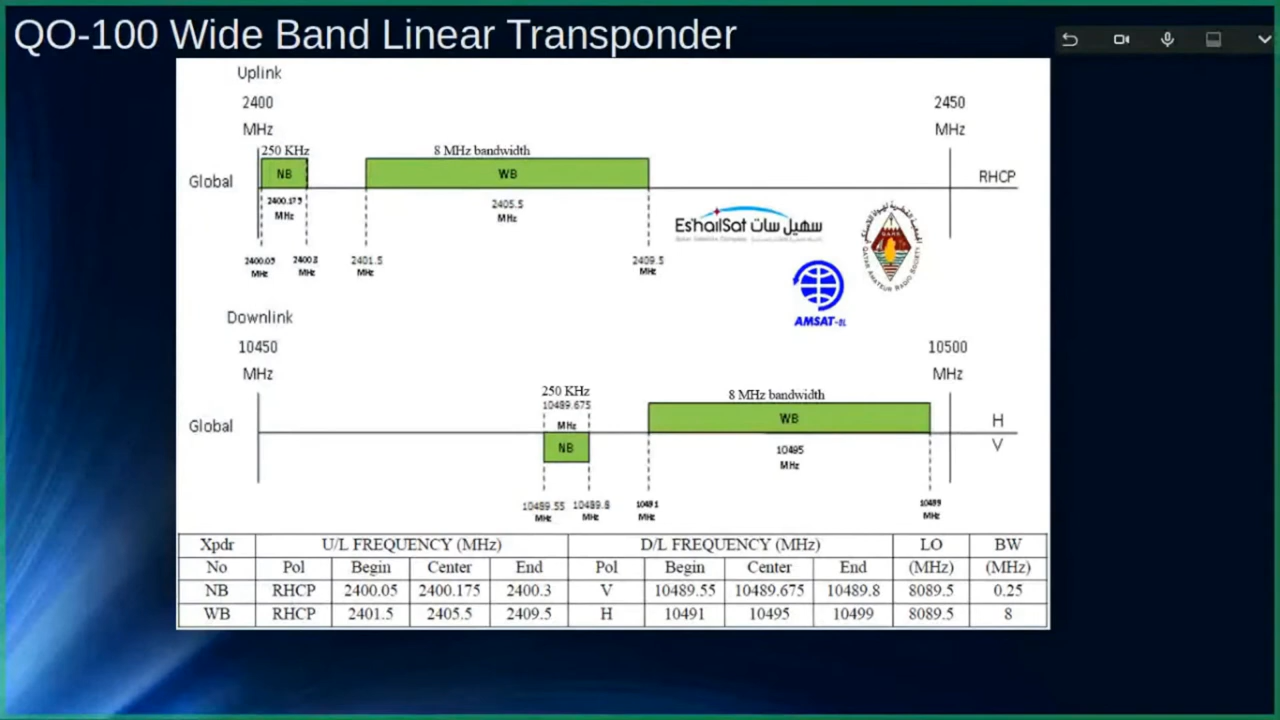 QO-100 Wide Band Linear Transponder
Uplink
2400
MHz
2450
MHz
250 KHz
8 MHz bandwidth
Global
NB
WB
RHCP
2400.175
MHz
2405.5
MHz
2400.05
MHz
2400.3
MHz
2401.5
MHz
2409.5
MHz
Es'hailSat سهيل سات
QATAR AMATEUR RADIO SOCIETY
AMSAT-DL
Downlink
10450
MHz
10500
MHz
250 KHz
10489.675
MHz
8 MHz bandwidth
Global
NB
WB
H
V
10495
MHz
10489.55
MHz
10489.8
MHz
10491
MHz
10499
MHz
Xpdr U/L FREQUENCY (MHz) D/L FREQUENCY (MHz) LO BW
No Pol Begin Center End Pol Begin Center End (MHz) (MHz)
NB RHCP 2400.05 2400.175 2400.3 V 10489.55 10489.675 10489.8 8089.5 0.25
WB RHCP 2401.5 2405.5 2409.5 H 10491 10495 10499 8089.5 8